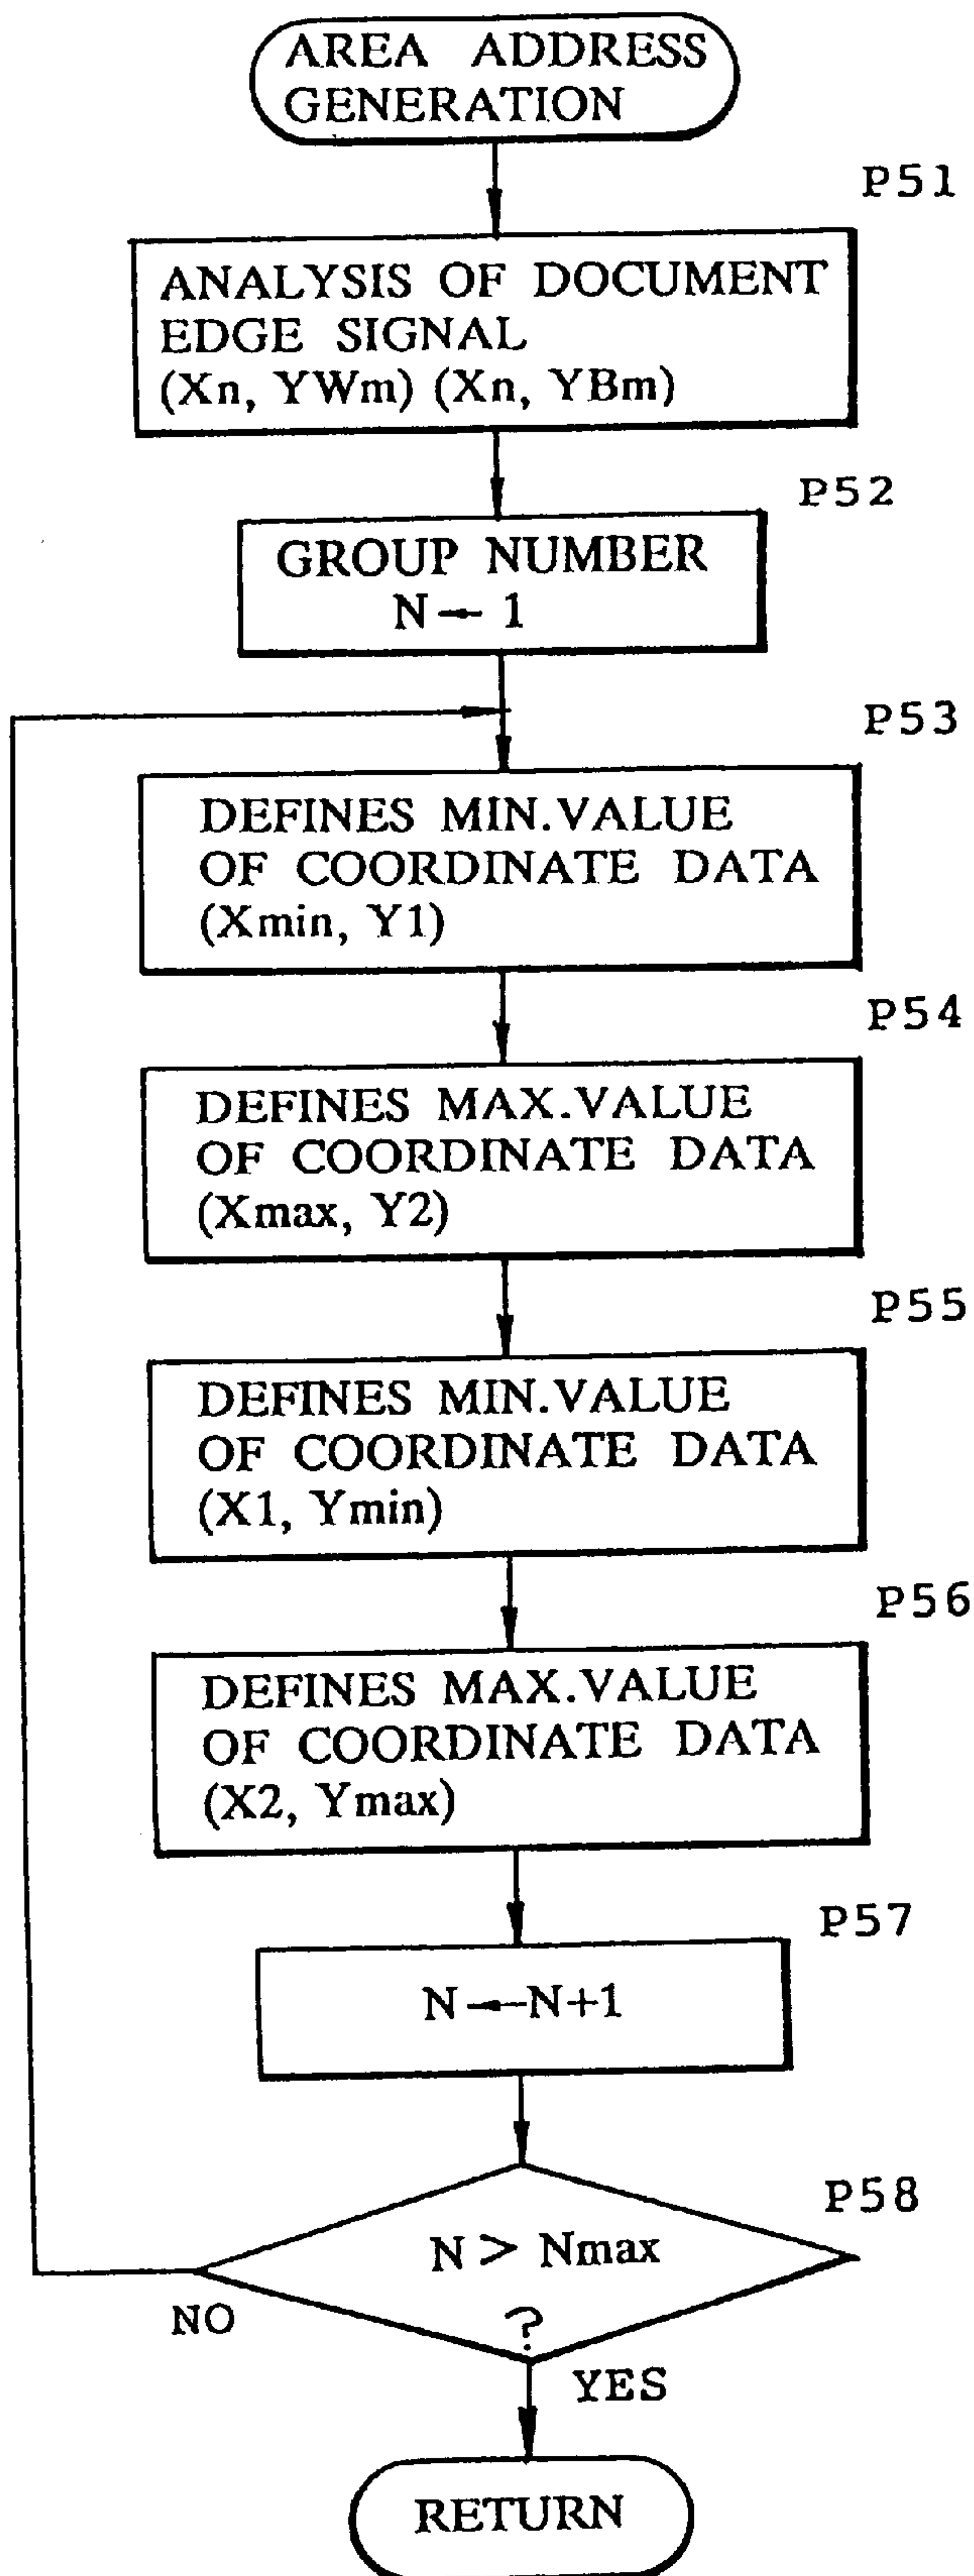 AREA ADDRESS
GENERATION
P51
ANALYSIS OF DOCUMENT
EDGE SIGNAL
(Xn, YWm) (Xn, YBm)
P52
GROUP NUMBER
N ← 1
P53
DEFINES MIN.VALUE
OF COORDINATE DATA
(Xmin, Y1)
P54
DEFINES MAX.VALUE
OF COORDINATE DATA
(Xmax, Y2)
P55
DEFINES MIN.VALUE
OF COORDINATE DATA
(X1, Ymin)
P56
DEFINES MAX.VALUE
OF COORDINATE DATA
(X2, Ymax)
P57
N←N+1
P58
N > Nmax
?
NO
YES
RETURN